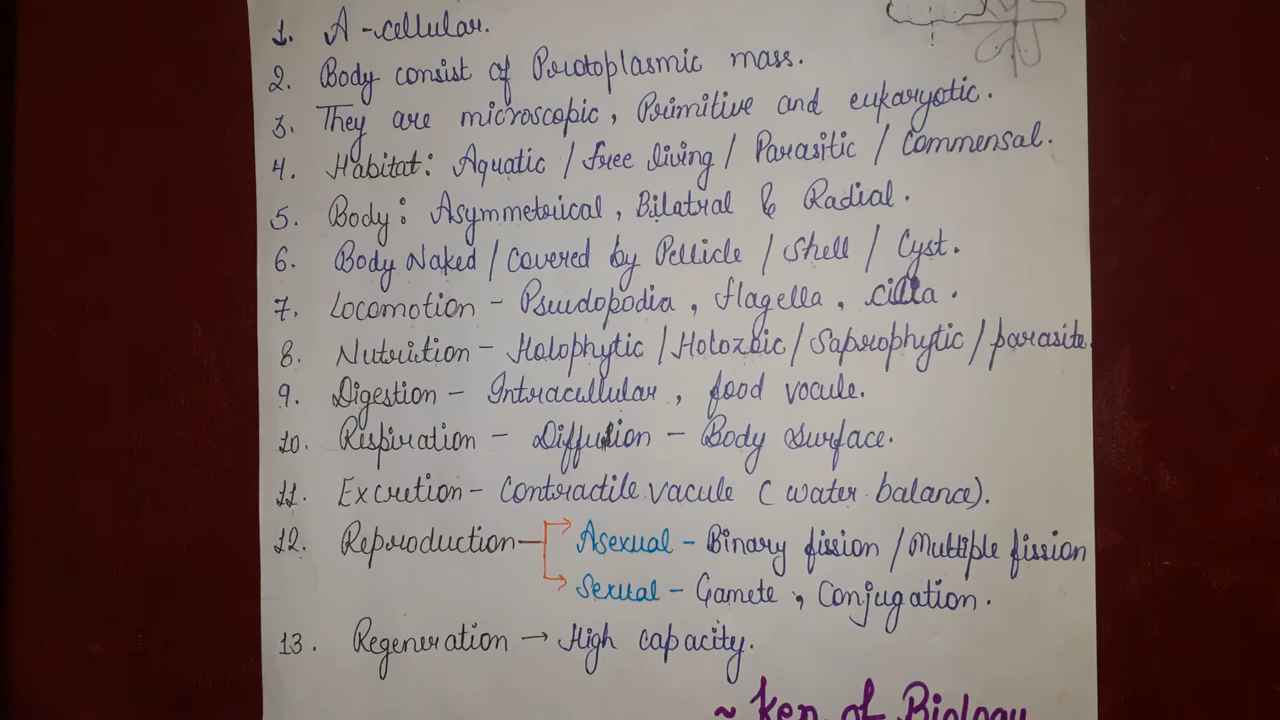 1. A-cellular.
2. Body consist of Protoplasmic mass.
3. They are microscopic, Primitive and eukaryotic.
4. Habitat: Aquatic / free living / Parasitic / Commensal.
5. Body: Asymmetrical, Bilatral & Radial.
6. Body Naked / Covered by Pellicle / Shell / Cyst.
7. Locomotion - Pseudopodia, flagella, cilia.
8. Nutrition - Holophytic / Holozoic / Saprophytic / parasite.
9. Digestion - Intracellular, food vocule.
10. Respiration - Diffusion - Body Surface.
11. Excretion - Contractile vacule (water balance).
12. Reproduction
Asexual - Binary fission / Multiple fission
Sexual - Gamete, Conjugation.
13. Regeneration → High capacity.
~ of Biology